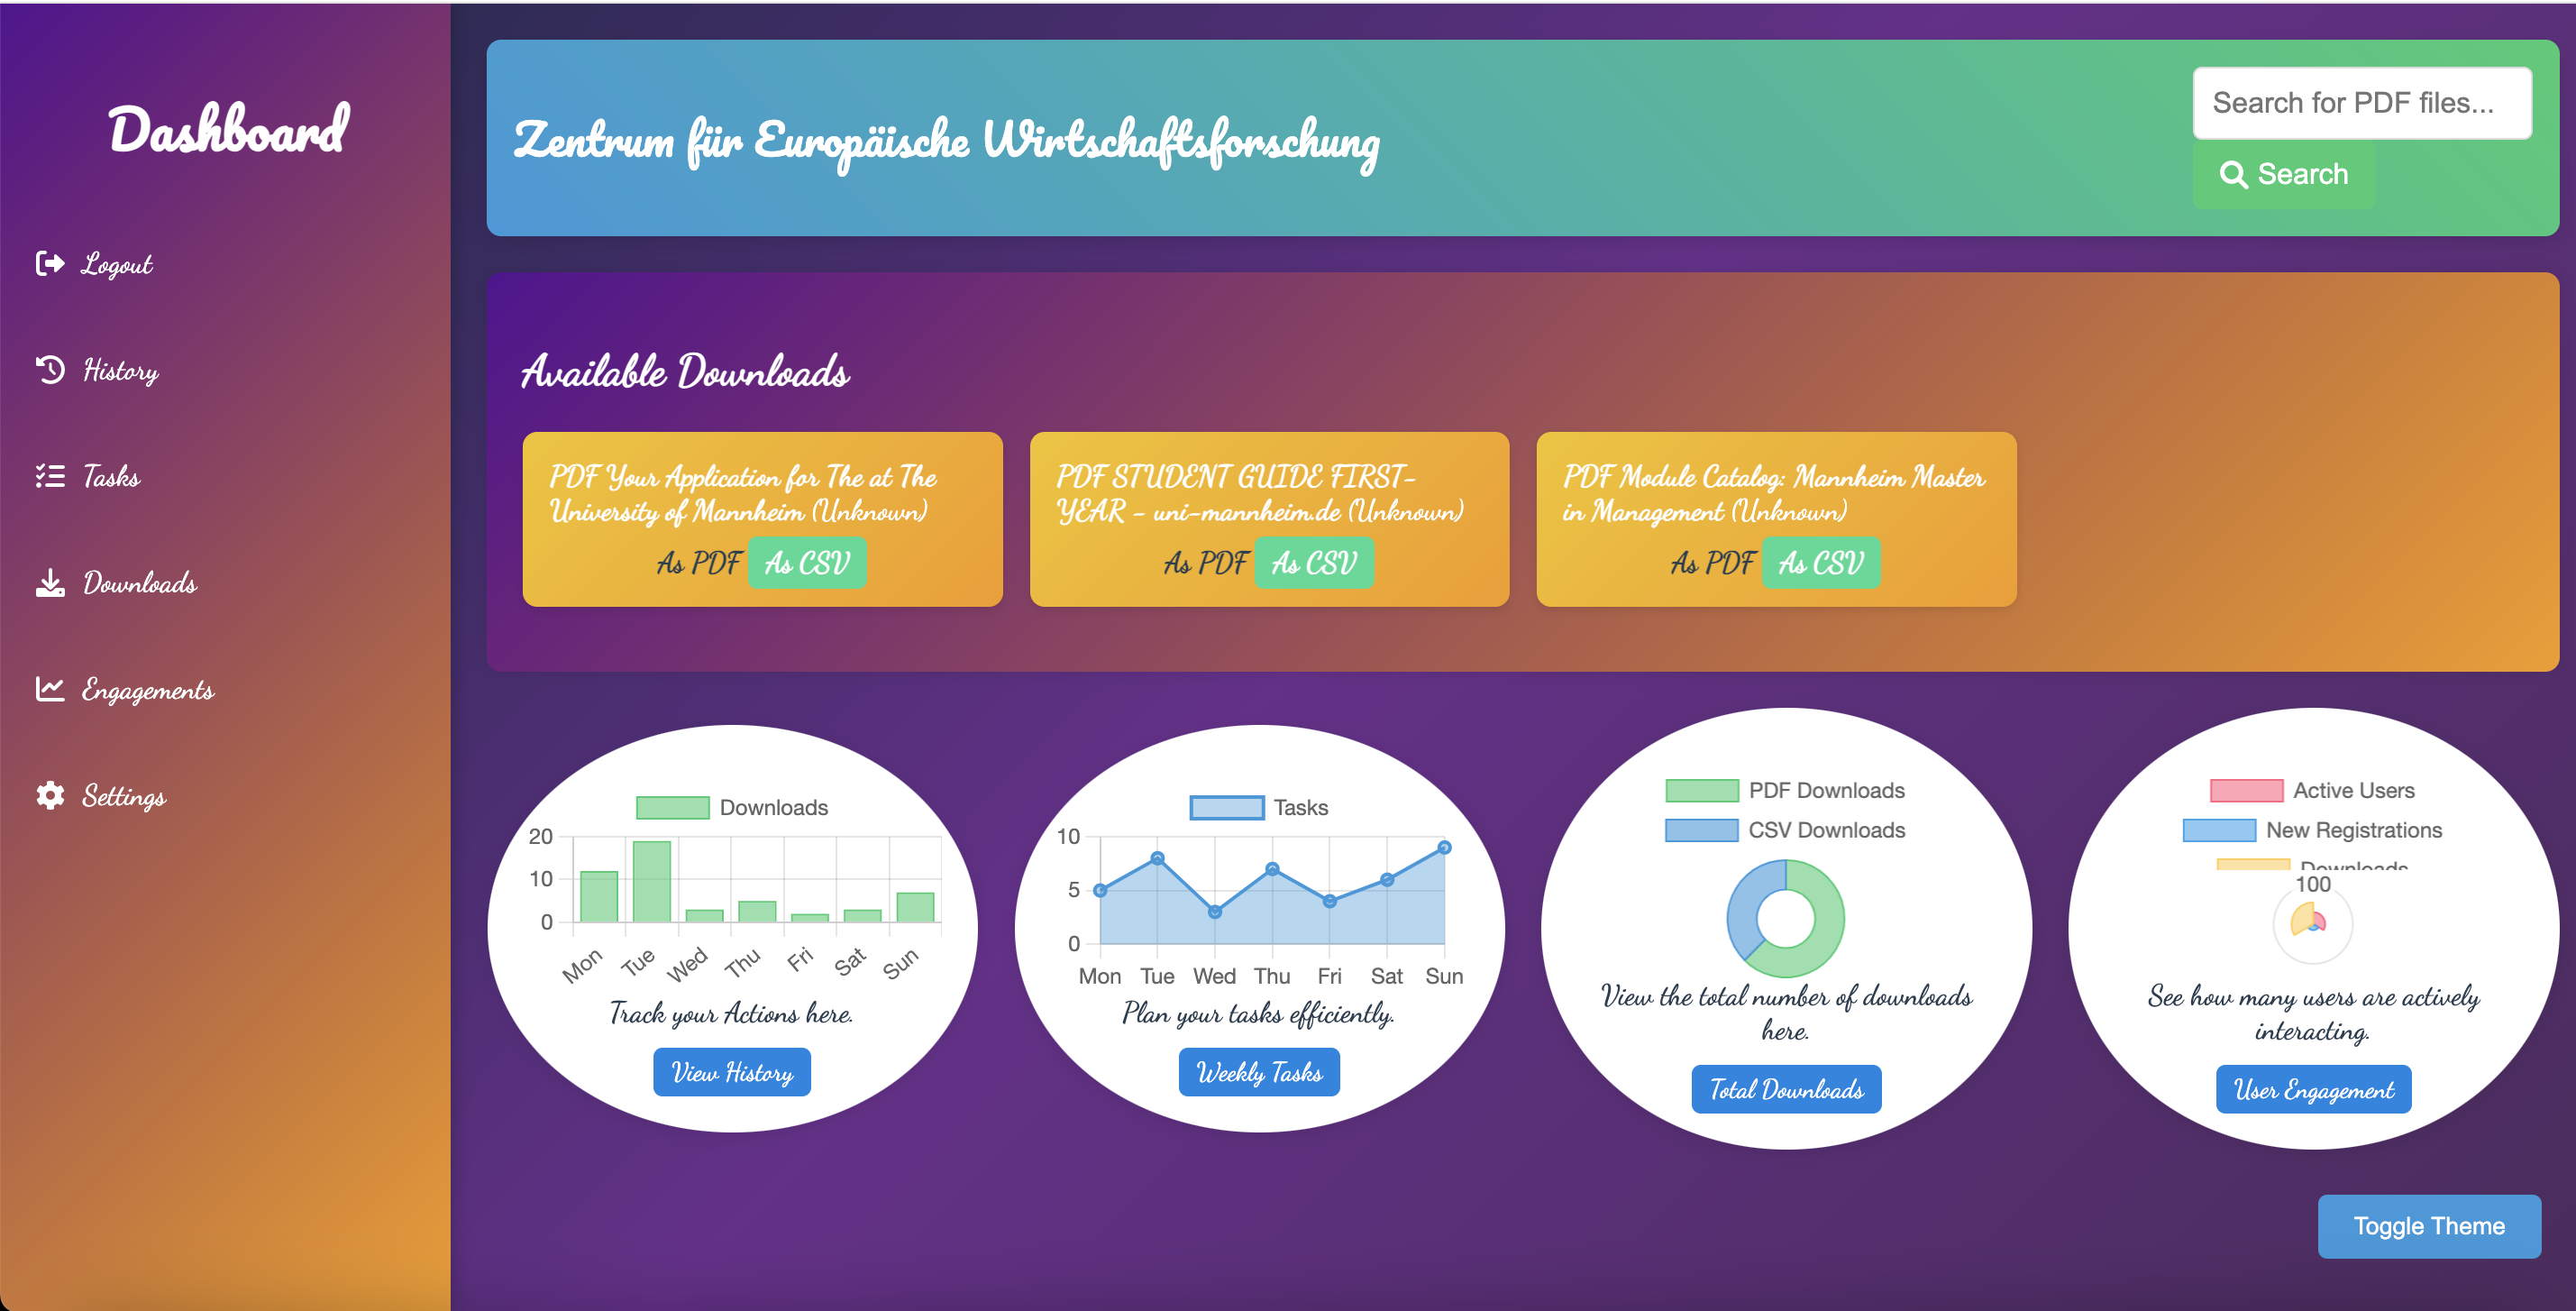 Dashboard
Logout
History
Tasks
Downloads
Engagements
Settings
Zentrum für Europäische Wirtschaftsforschung
Search for PDF files...
Search
Available Downloads
PDF Your Application for The at The
University of Mannheim (Unknown)
As PDF As CSV
PDF STUDENT GUIDE FIRST-
YEAR - uni-mannheim.de (Unknown)
As PDF As CSV
PDF Module Catalog: Mannheim Master
in Management (Unknown)
As PDF As CSV
Downloads
20
10
0
Mon Tue Wed Thu Fri Sat Sun
Track your Actions here.
View History
Tasks
10
5
0
Mon Tue Wed Thu Fri Sat Sun
Plan your tasks efficiently.
Weekly Tasks
PDF Downloads
CSV Downloads
View the total number of downloads
here.
Total Downloads
Active Users
New Registrations
Downloads
100
See how many users are actively
interacting.
User Engagement
Toggle Theme